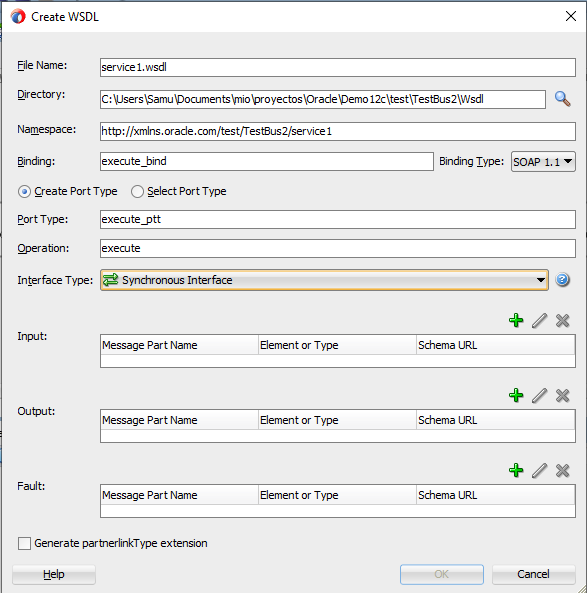 Create WSDL
File Name: service1.wsdl
Directory: C:\Users\Samu\Documents\mio\proyectos\Oracle\Demo12c\test\TestBus2\Wsdl
Namespace: http://xmlns.oracle.com/test/TestBus2/service1
Binding: execute_bind Binding Type: SOAP 1.1
Create Port Type Select Port Type
Port Type: execute_ptt
Operation: execute
Interface Type: Synchronous Interface
Input:
Message Part Name Element or Type Schema URL
Output:
Message Part Name Element or Type Schema URL
Fault:
Message Part Name Element or Type Schema URL
Generate partnerlinkType extension
Help OK Cancel